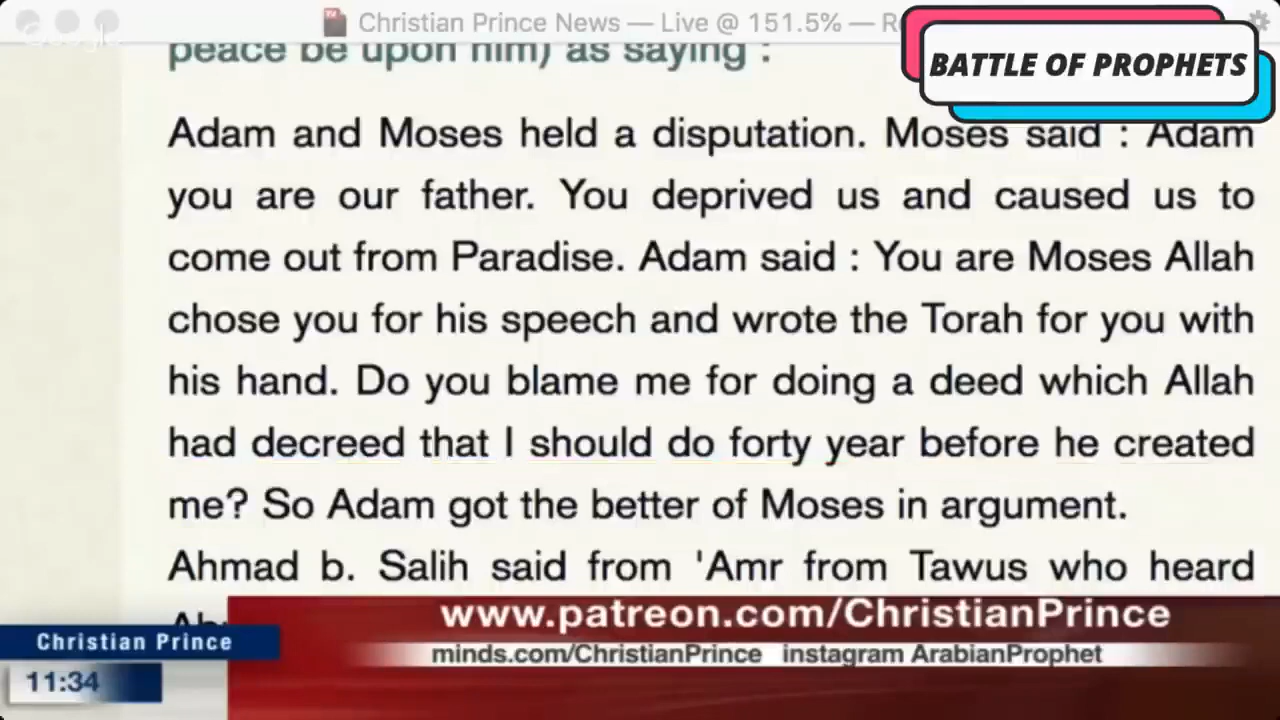 Christian Prince News — Live @ 151.5% —
BATTLE OF PROPHETS
peace be upon him) as saying :
Adam and Moses held a disputation. Moses said : Adam
you are our father. You deprived us and caused us to
come out from Paradise. Adam said : You are Moses Allah
chose you for his speech and wrote the Torah for you with
his hand. Do you blame me for doing a deed which Allah
had decreed that I should do forty year before he created
me? So Adam got the better of Moses in argument.
Ahmad b. Salih said from 'Amr from Tawus who heard
www.patreon.com/ChristianPrince
Christian Prince
minds.com/ChristianPrince instagram ArabianProphet
11:34